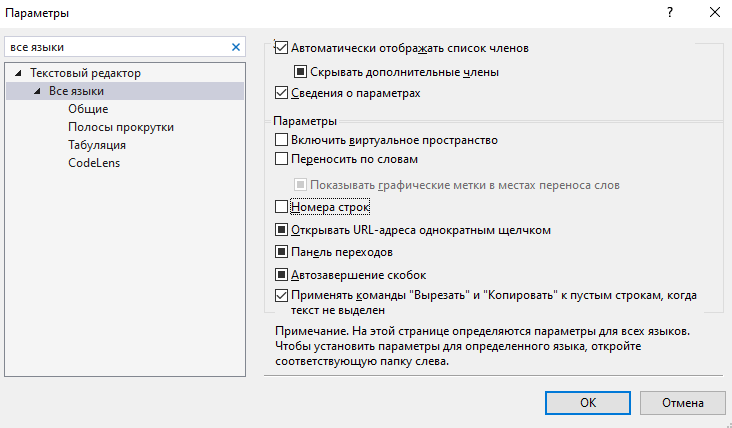 Параметры
?
все языки
Текстовый редактор
Все языки
Общие
Полосы прокрутки
Табуляция
CodeLens
Автоматически отображать список членов
Скрывать дополнительные члены
Сведения о параметрах
Параметры
Включить виртуальное пространство
Переносить по словам
Показывать графические метки в местах переноса слов
Номера строк
Открывать URL-адреса однократным щелчком
Панель переходов
Автозавершение скобок
Применять команды "Вырезать" и "Копировать" к пустым строкам, когда
текст не выделен
Примечание. На этой странице определяются параметры для всех языков.
Чтобы установить параметры для определенного языка, откройте
соответствующую папку слева.
ОК
Отмена